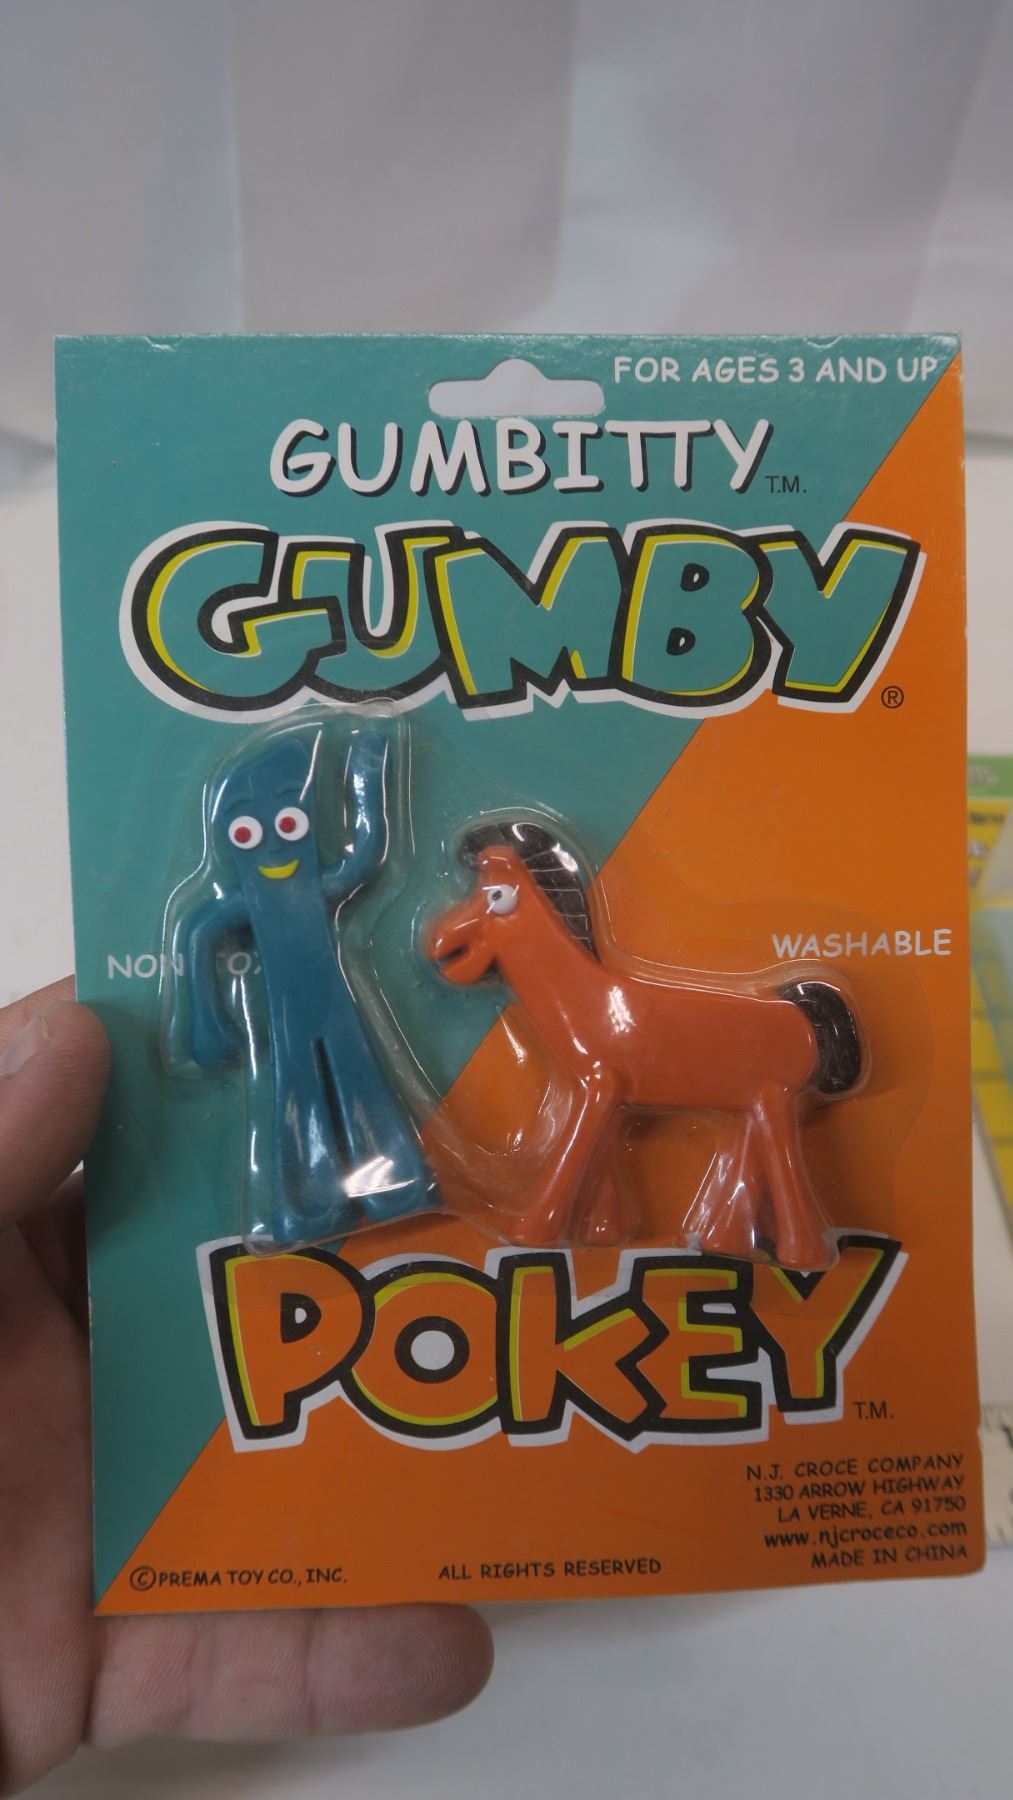 FOR AGES 3 AND UP
GUMBITTY T.M.
GUMBY ®
NON
WASHABLE
POKEY T.M.
N.J. CROCE COMPANY
1330 ARROW HIGHWAY
LA VERNE, CA 91750
www.njcroceco.com
MADE IN CHINA
©PREMA TOY CO., INC.
ALL RIGHTS RESERVED